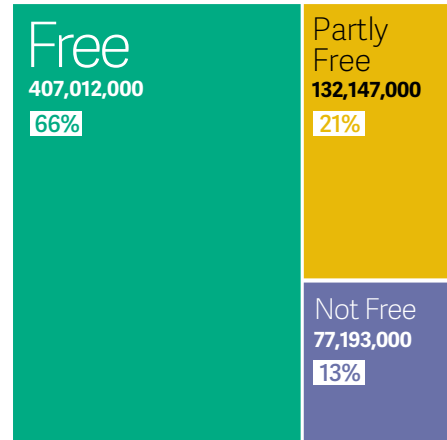 Free
407,012,000
66%
Partly
Free
132,147,000
21%
Not Free
77,193,000
13%